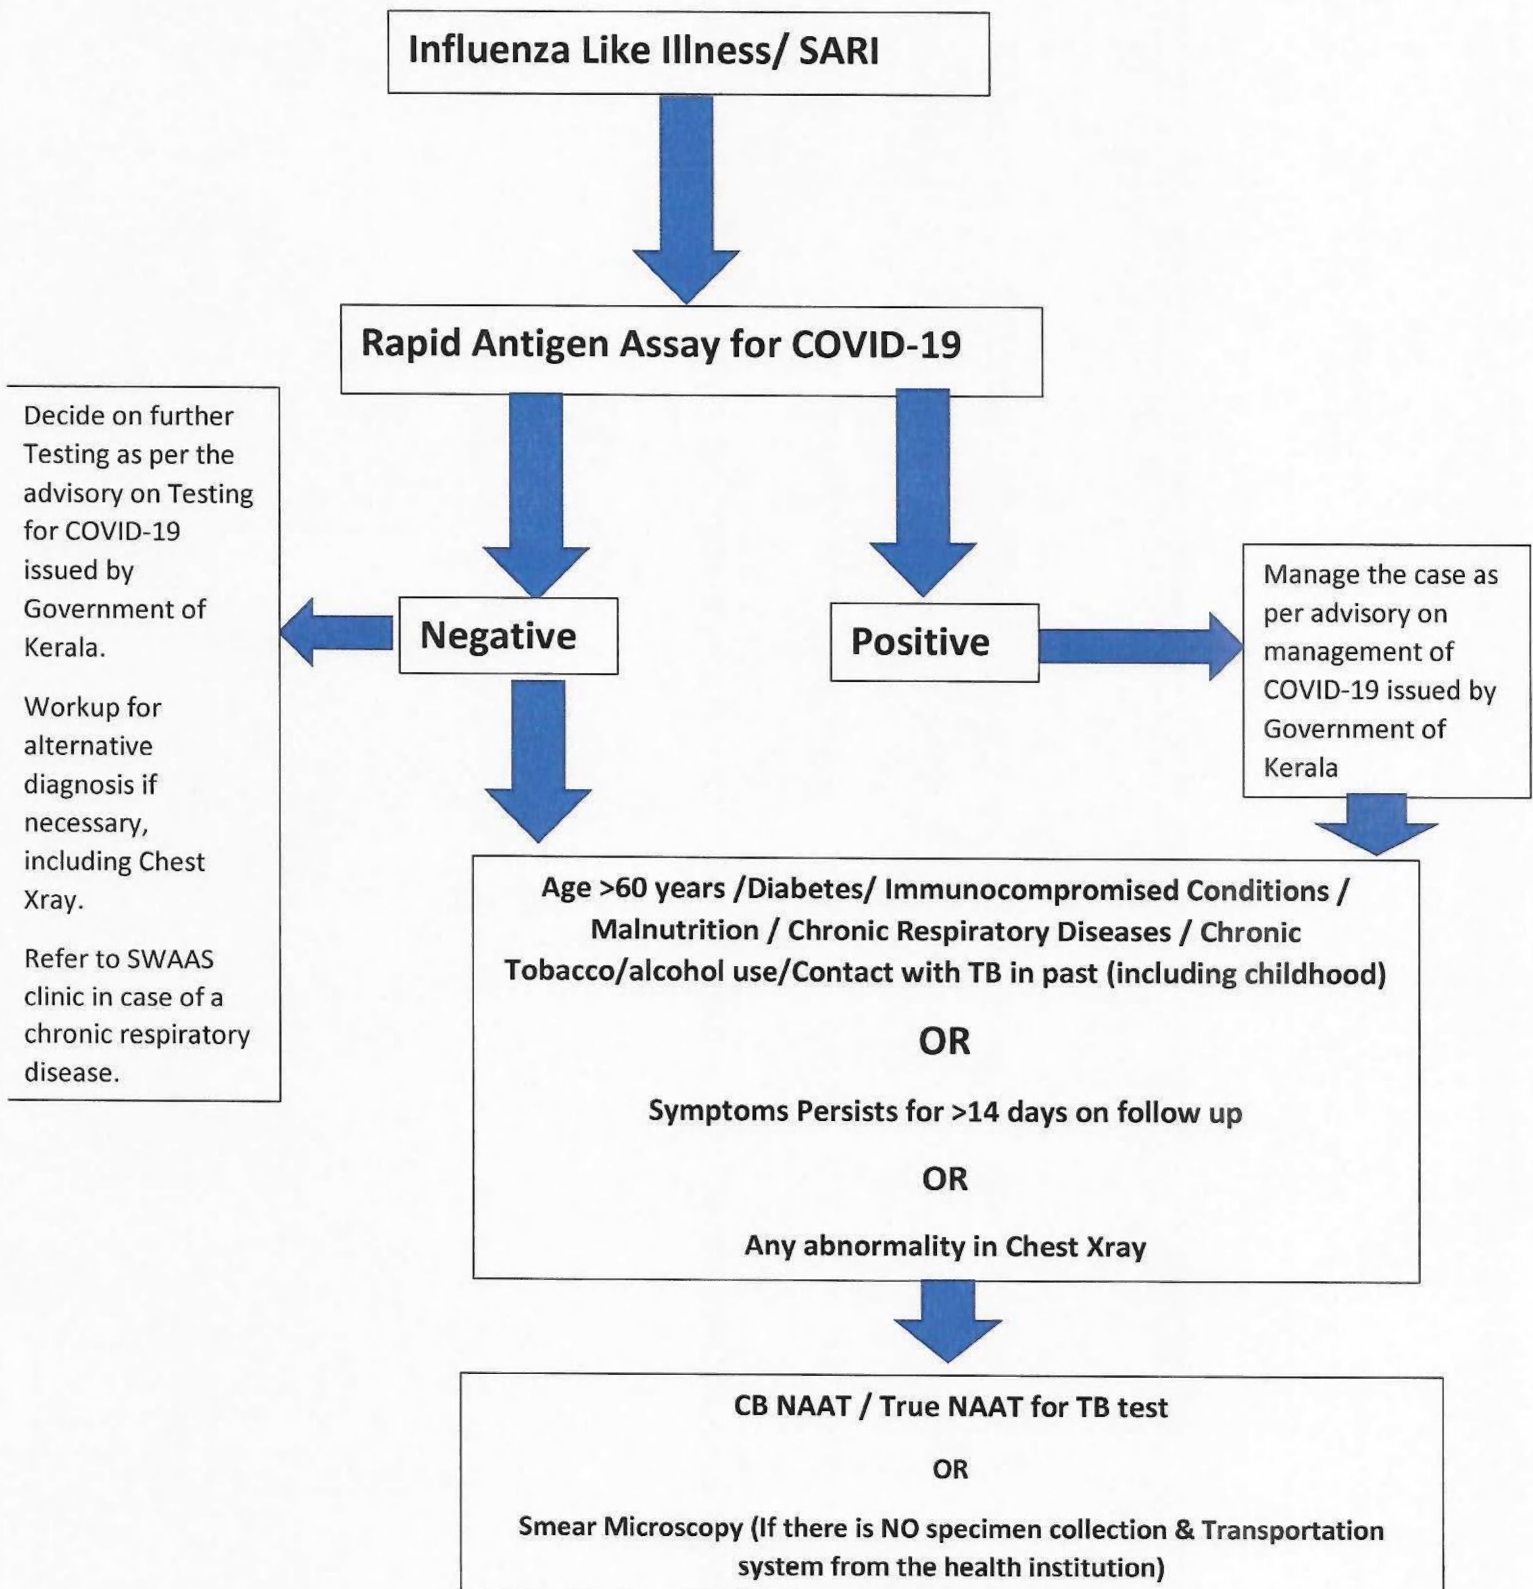 Influenza Like Illness/ SARI
Rapid Antigen Assay for COVID-19
Decide on further
Testing as per the
advisory on Testing
for COVID-19
issued by
Government of
Kerala.
Workup for
alternative
diagnosis if
necessary,
including Chest
Xray.
Refer to SWAAS
clinic in case of a
chronic respiratory
disease.
Negative
Positive
Manage the case as
per advisory on
management of
COVID-19 issued by
Government of
Kerala
Age >60 years /Diabetes/ Immunocompromised Conditions /
Malnutrition / Chronic Respiratory Diseases / Chronic
Tobacco/alcohol use/Contact with TB in past (including childhood)
OR
Symptoms Persists for >14 days on follow up
OR
Any abnormality in Chest Xray
CB NAAT / True NAAT for TB test
OR
Smear Microscopy (If there is NO specimen collection & Transportation
system from the health institution)